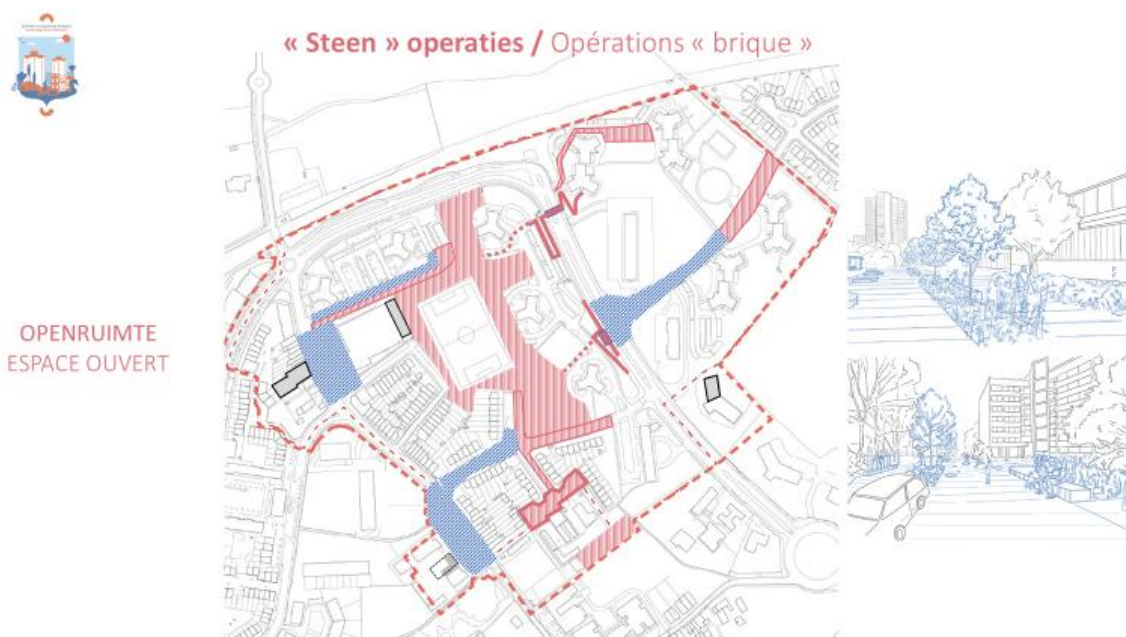 « Steen » operaties / Opérations « brique »
OPENRUIMTE
ESPACE OUVERT